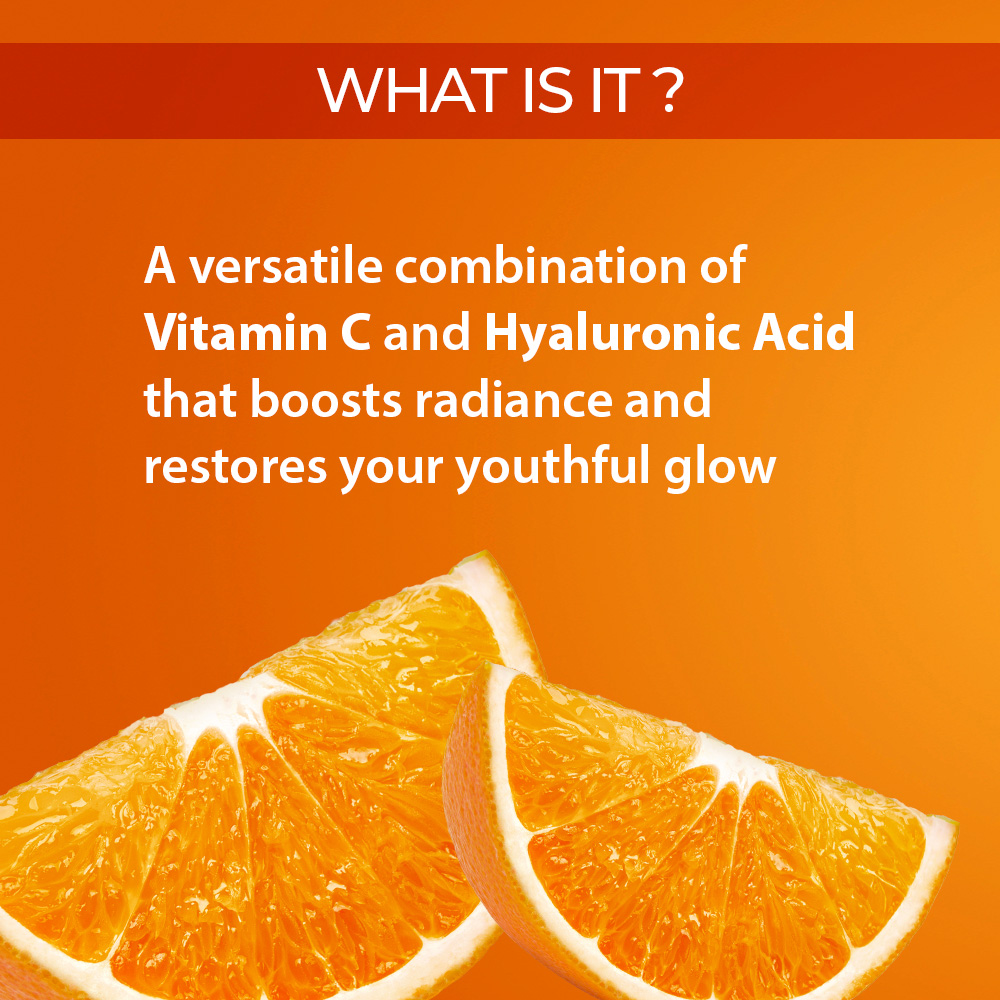 WHAT IS IT ?
A versatile combination of
Vitamin C and Hyaluronic Acid
that boosts radiance and
restores your youthful glow